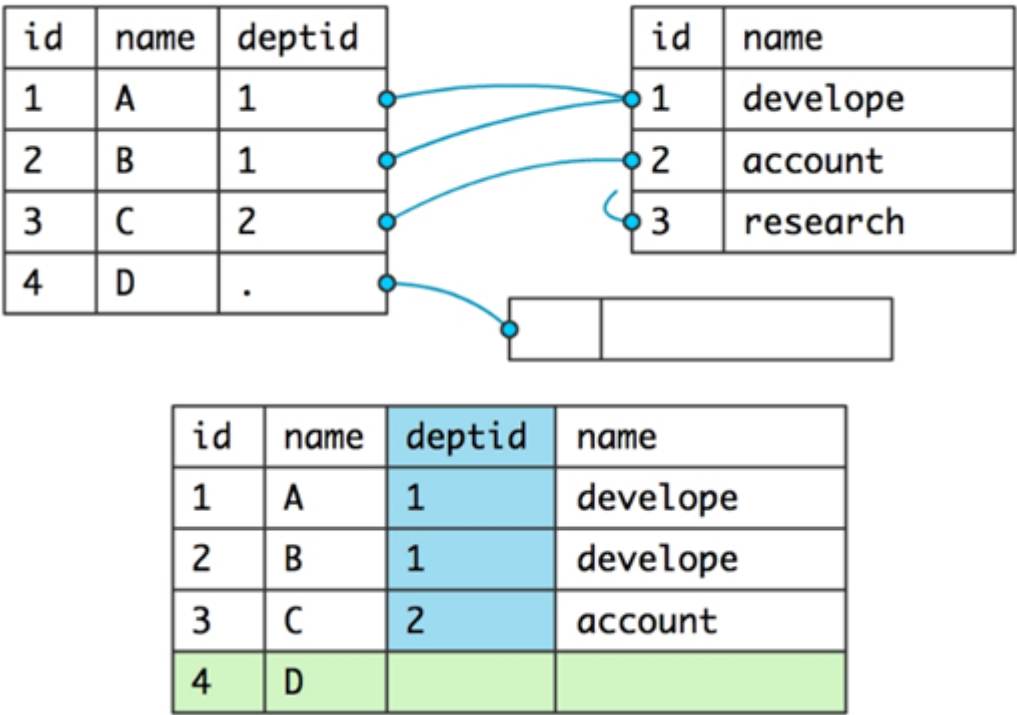 id name deptid
1 A 1
2 B 1
3 C 2
4 D .
id name
1 develope
2 account
3 research
id name deptid name
1 A 1 develope
2 B 1 develope
3 C 2 account
4 D